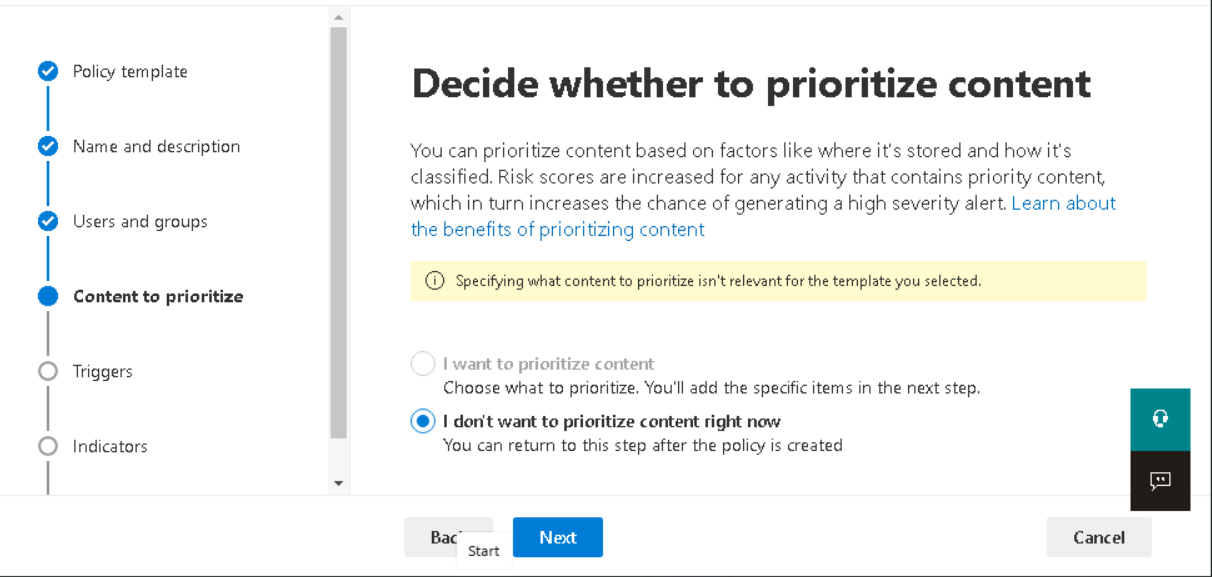 Policy template
Name and description
Users and groups
Content to prioritize
Triggers
Indicators
Decide whether to prioritize content
You can prioritize content based on factors like where it's stored and how it's
classified. Risk scores are increased for any activity that contains priority content,
which in turn increases the chance of generating a high severity alert. Learn about
the benefits of prioritizing content
Specifying what content to prioritize isn't relevant for the template you selected.
I want to prioritize content
Choose what to prioritize. You'll add the specific items in the next step.
I don't want to prioritize content right now
You can return to this step after the policy is created
Next
Cancel
Start